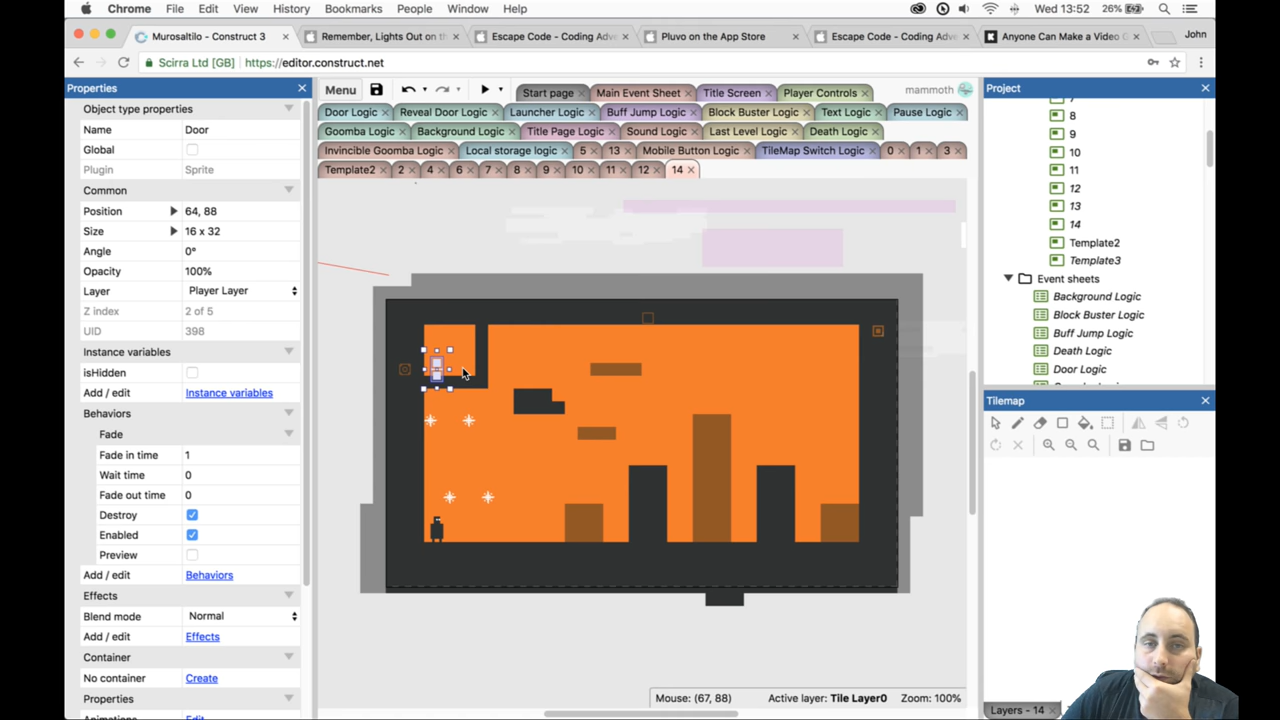 Chrome File Edit View History Bookmarks People Window Help Wed 13:52 26%
Murosaltilo - Construct 3 Remember, Lights Out on th Escape Code - Coding Adve Pluvo on the App Store Escape Code - Coding Adve Anyone Can Make a Video G John
Scirra Ltd [GB] https://editor.construct.net
Properties
Object type properties
Name Door
Global
Plugin Sprite
Common
Position 64, 88
Size 16 x 32
Angle 0°
Opacity 100%
Layer Player Layer
Z index 2 of 5
UID 398
Instance variables
isHidden
Add / edit Instance variables
Behaviors
Fade
Fade in time 1
Wait time 0
Fade out time 0
Destroy
Enabled
Preview
Add / edit Behaviors
Effects
Blend mode Normal
Add / edit Effects
Container
No container Create
Properties
Animations Edit
Menu Start page Main Event Sheet Title Screen Player Controls mammoth
Door Logic Reveal Door Logic Launcher Logic Buff Jump Logic Block Buster Logic Text Logic Pause Logic
Goomba Logic Background Logic Title Page Logic Sound Logic Last Level Logic Death Logic
Invincible Goomba Logic Local storage logic 5 13 Mobile Button Logic TileMap Switch Logic 0 1 3
Template2 2 4 6 7 8 9 10 11 12 14
Mouse: (67, 88) Active layer: Tile Layer0 Zoom: 100%
Project
7
8
9
10
11
12
13
14
Template2
Template3
Event sheets
Background Logic
Block Buster Logic
Buff Jump Logic
Death Logic
Door Logic
Tilemap
Layers - 14